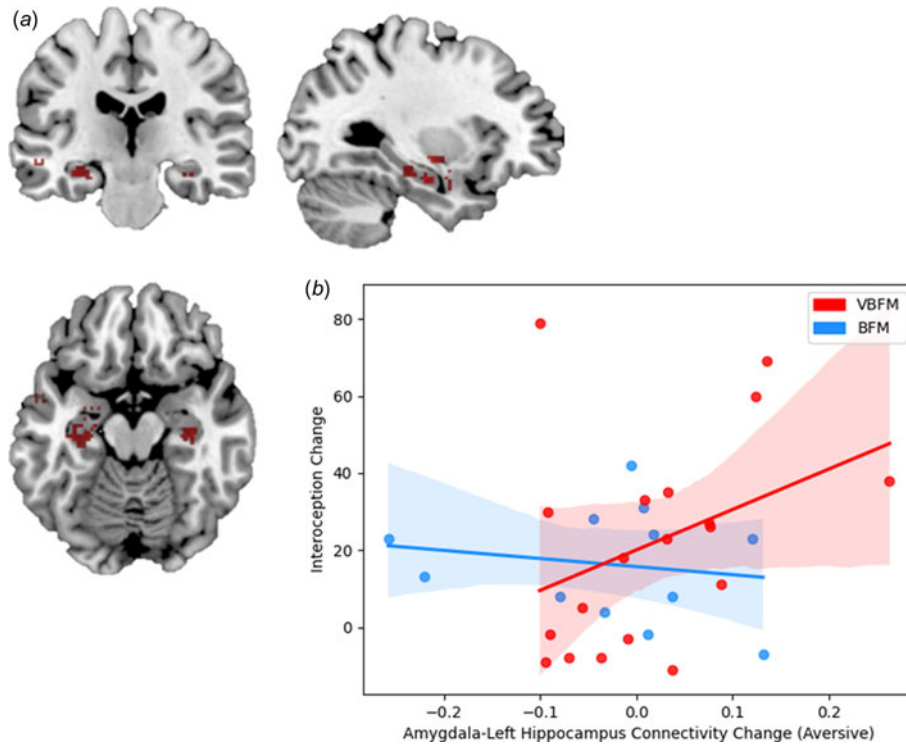 (a)
(b)
VBFM
BFM
Interoception Change
80
60
40
20
0
−0.2
−0.1
0.0
0.1
0.2
Amygdala-Left Hippocampus Connectivity Change (Aversive)